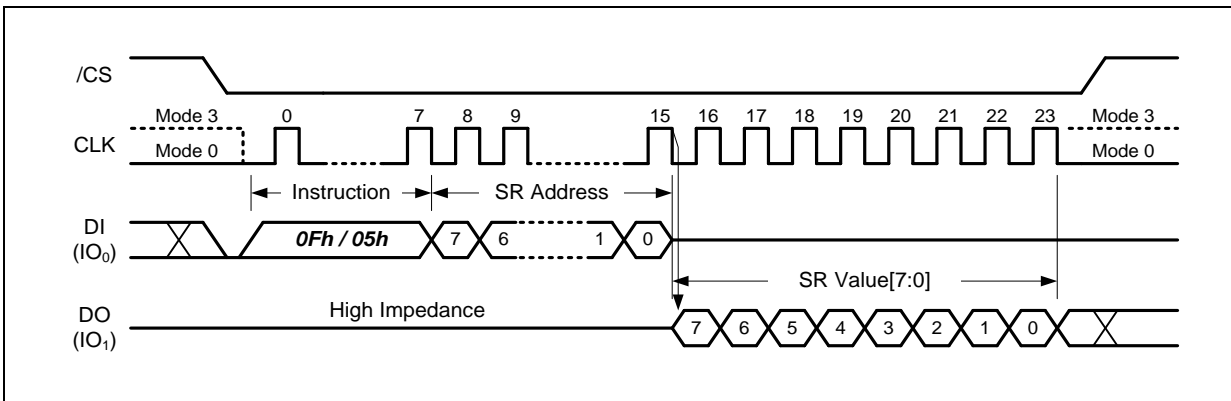 /CS
Mode 3 0 7 8 9 15 16 17 18 19 20 21 22 23 Mode 3
CLK
Mode 0 Mode 0
Instruction SR Address
DI
(IO₀)
0Fh / 05h 7 6 1 0
SR Value[7:0]
High Impedance
DO
(IO₁)
7 6 5 4 3 2 1 0